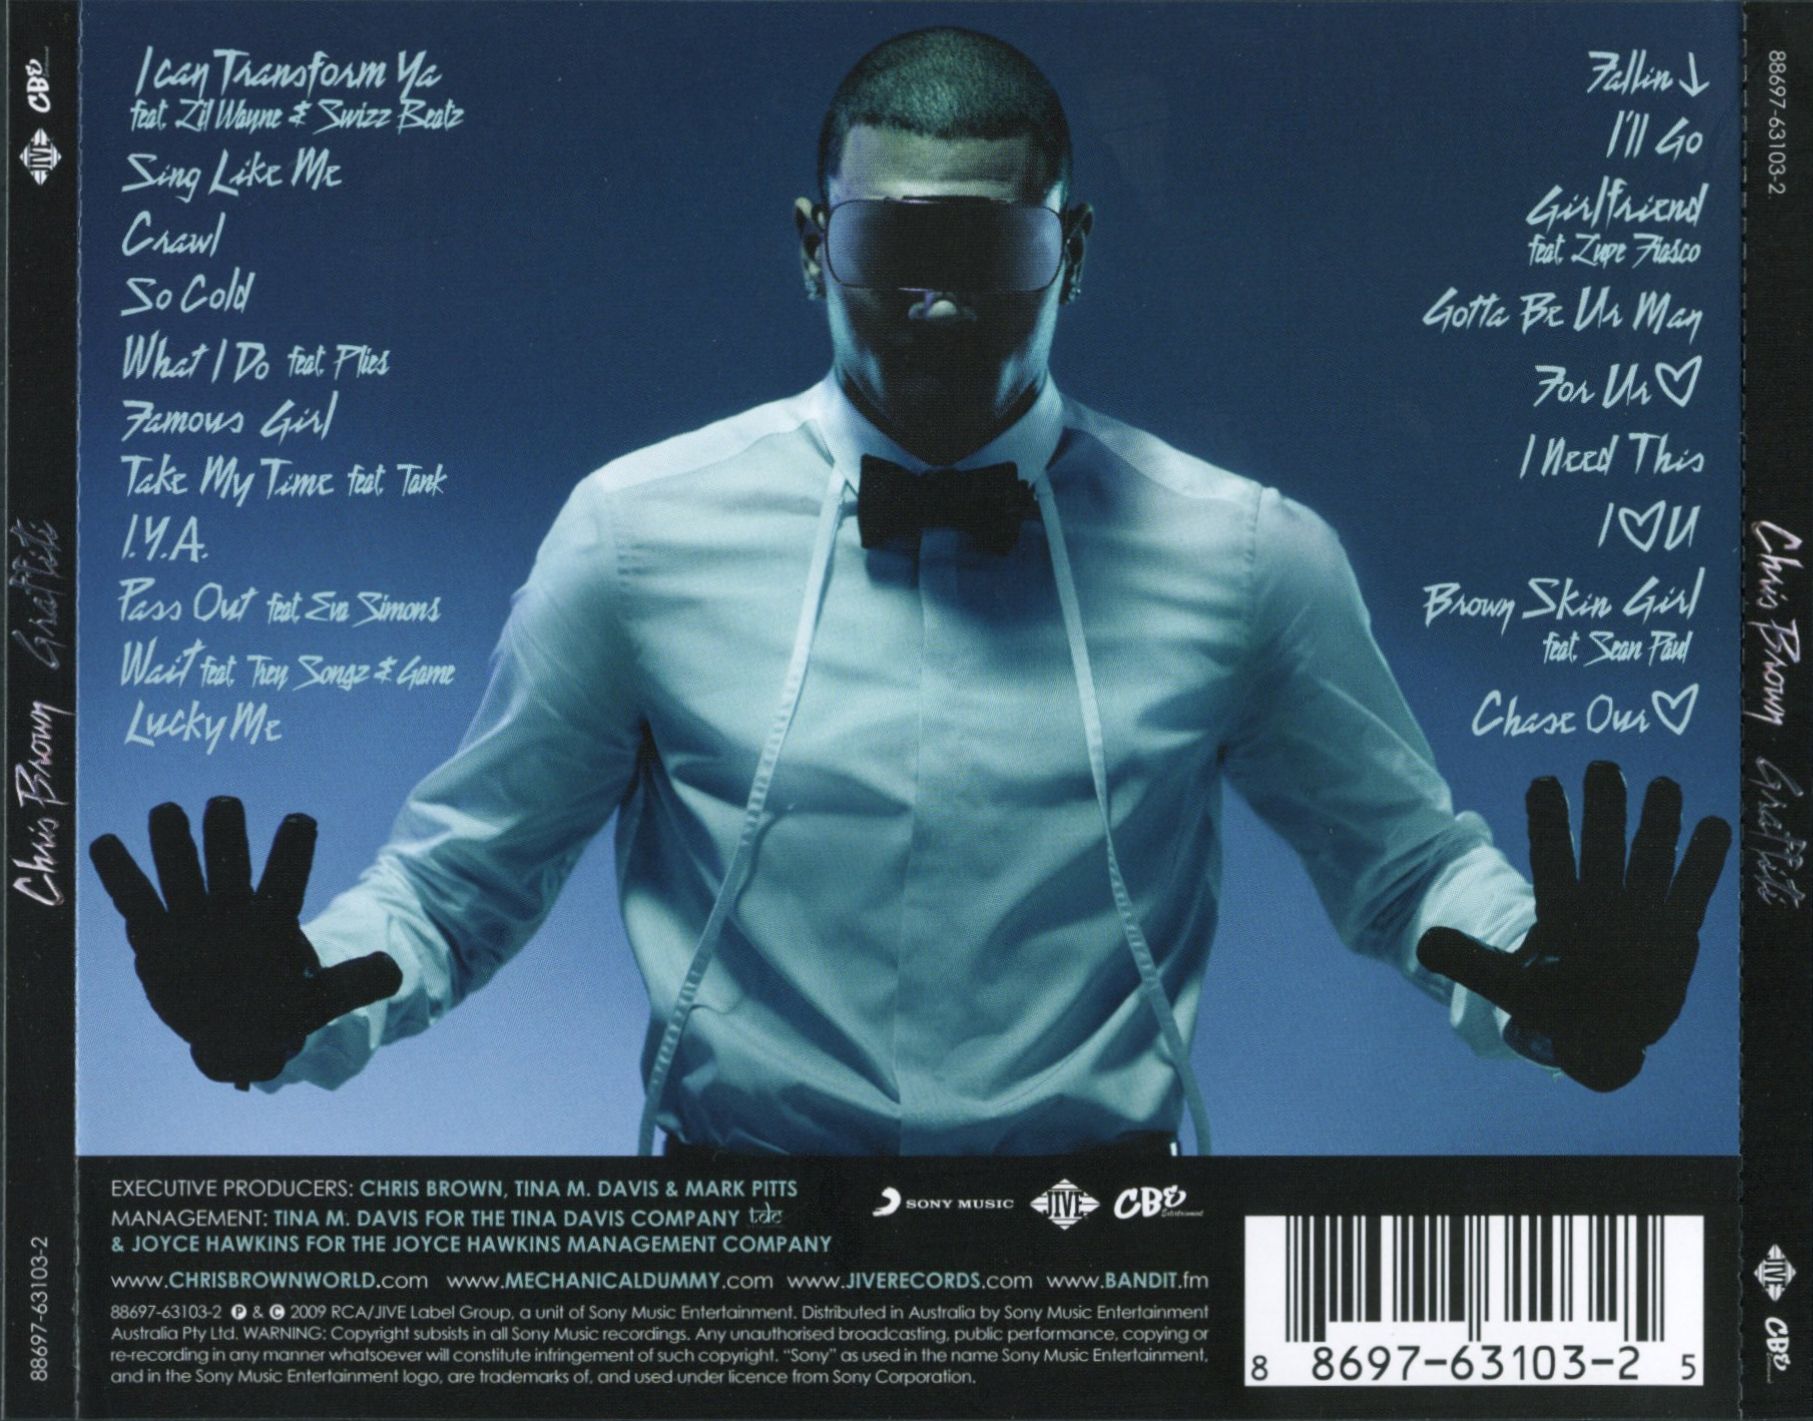 I can Transform Ya
feat. Lil Wayne & Swizz Beatz
Sing Like Me
Crawl
So Cold
What I Do feat. Plies
Famous Girl
Take My Time feat. Tank
I.Y.A.
Pass Out feat. Eva Simons
Wait feat. Trey Songz & Game
Lucky Me
Fallin ↓
I'll Go
Girlfriend
feat. Lupe Fiasco
Gotta Be Ur Man
For Ur ♡
I Need This
I ♡ U
Brown Skin Girl
feat. Sean Paul
Chase Our ♡
EXECUTIVE PRODUCERS: CHRIS BROWN, TINA M. DAVIS & MARK PITTS
MANAGEMENT: TINA M. DAVIS FOR THE TINA DAVIS COMPANY tdc
& JOYCE HAWKINS FOR THE JOYCE HAWKINS MANAGEMENT COMPANY
www.CHRISBROWNWORLD.com www.MECHANICALDUMMY.com www.JIVERECORDS.com www.BANDIT.fm
88697-63103-2 ℗ & © 2009 RCA/JIVE Label Group, a unit of Sony Music Entertainment. Distributed in Australia by Sony Music Entertainment
Australia Pty Ltd. WARNING: Copyright subsists in all Sony Music recordings. Any unauthorised broadcasting, public performance, copying or
re-recording in any manner whatsoever will constitute infringement of such copyright. "Sony" as used in the name Sony Music Entertainment,
and in the Sony Music Entertainment logo, are trademarks of, and used under licence from Sony Corporation.
SONY MUSIC
JIVE
CBE
Entertainment
8 8697-63103-2 5
88697-63103-2
Chris Brown Graffiti
JIVE
CBE
88697-63103-2
Chris Brown Graffiti
JIVE
CBE